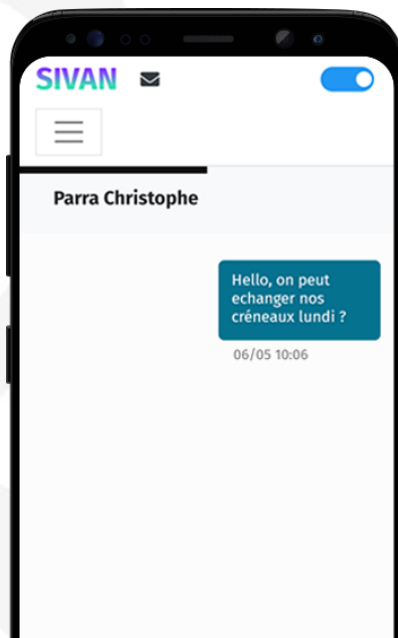 SIVAN
Parra Christophe
Hello, on peut
echanger nos
créneaux lundi ?
06/05 10:06